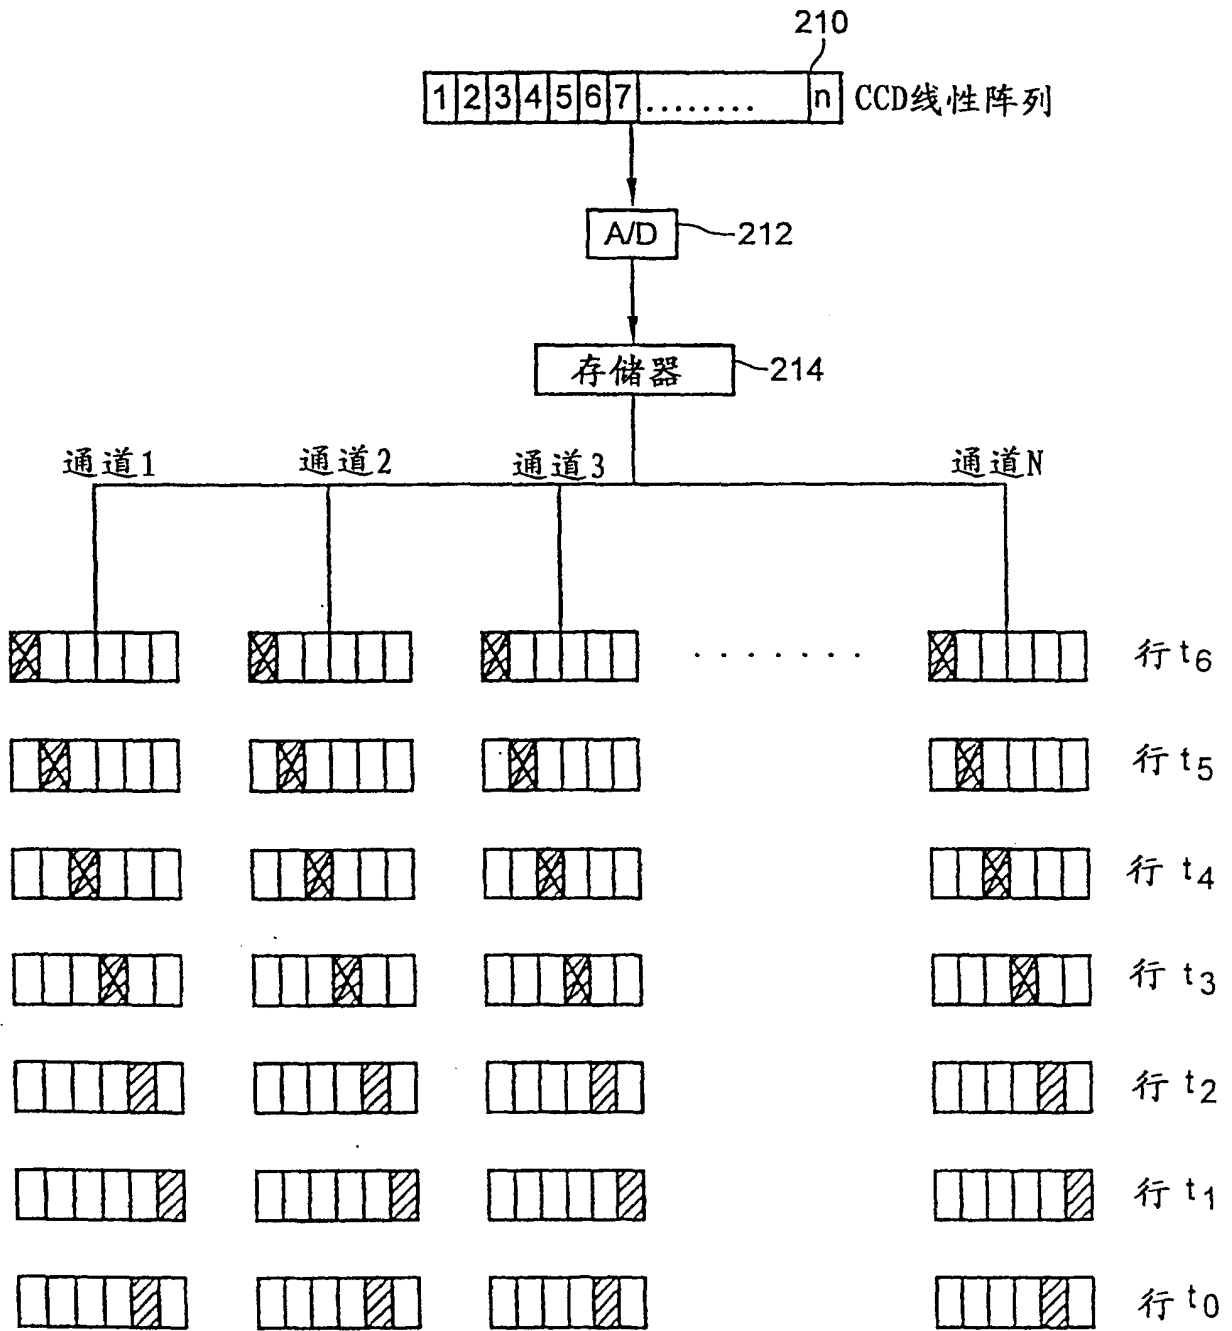 210
1 2 3 4 5 6 7 ........ n CCD线性阵列
A/D 212
存储器 214
通道1 通道2 通道3 通道N
....... 行 t6
行 t5
行 t4
行 t3
行 t2
行 t1
行 t0